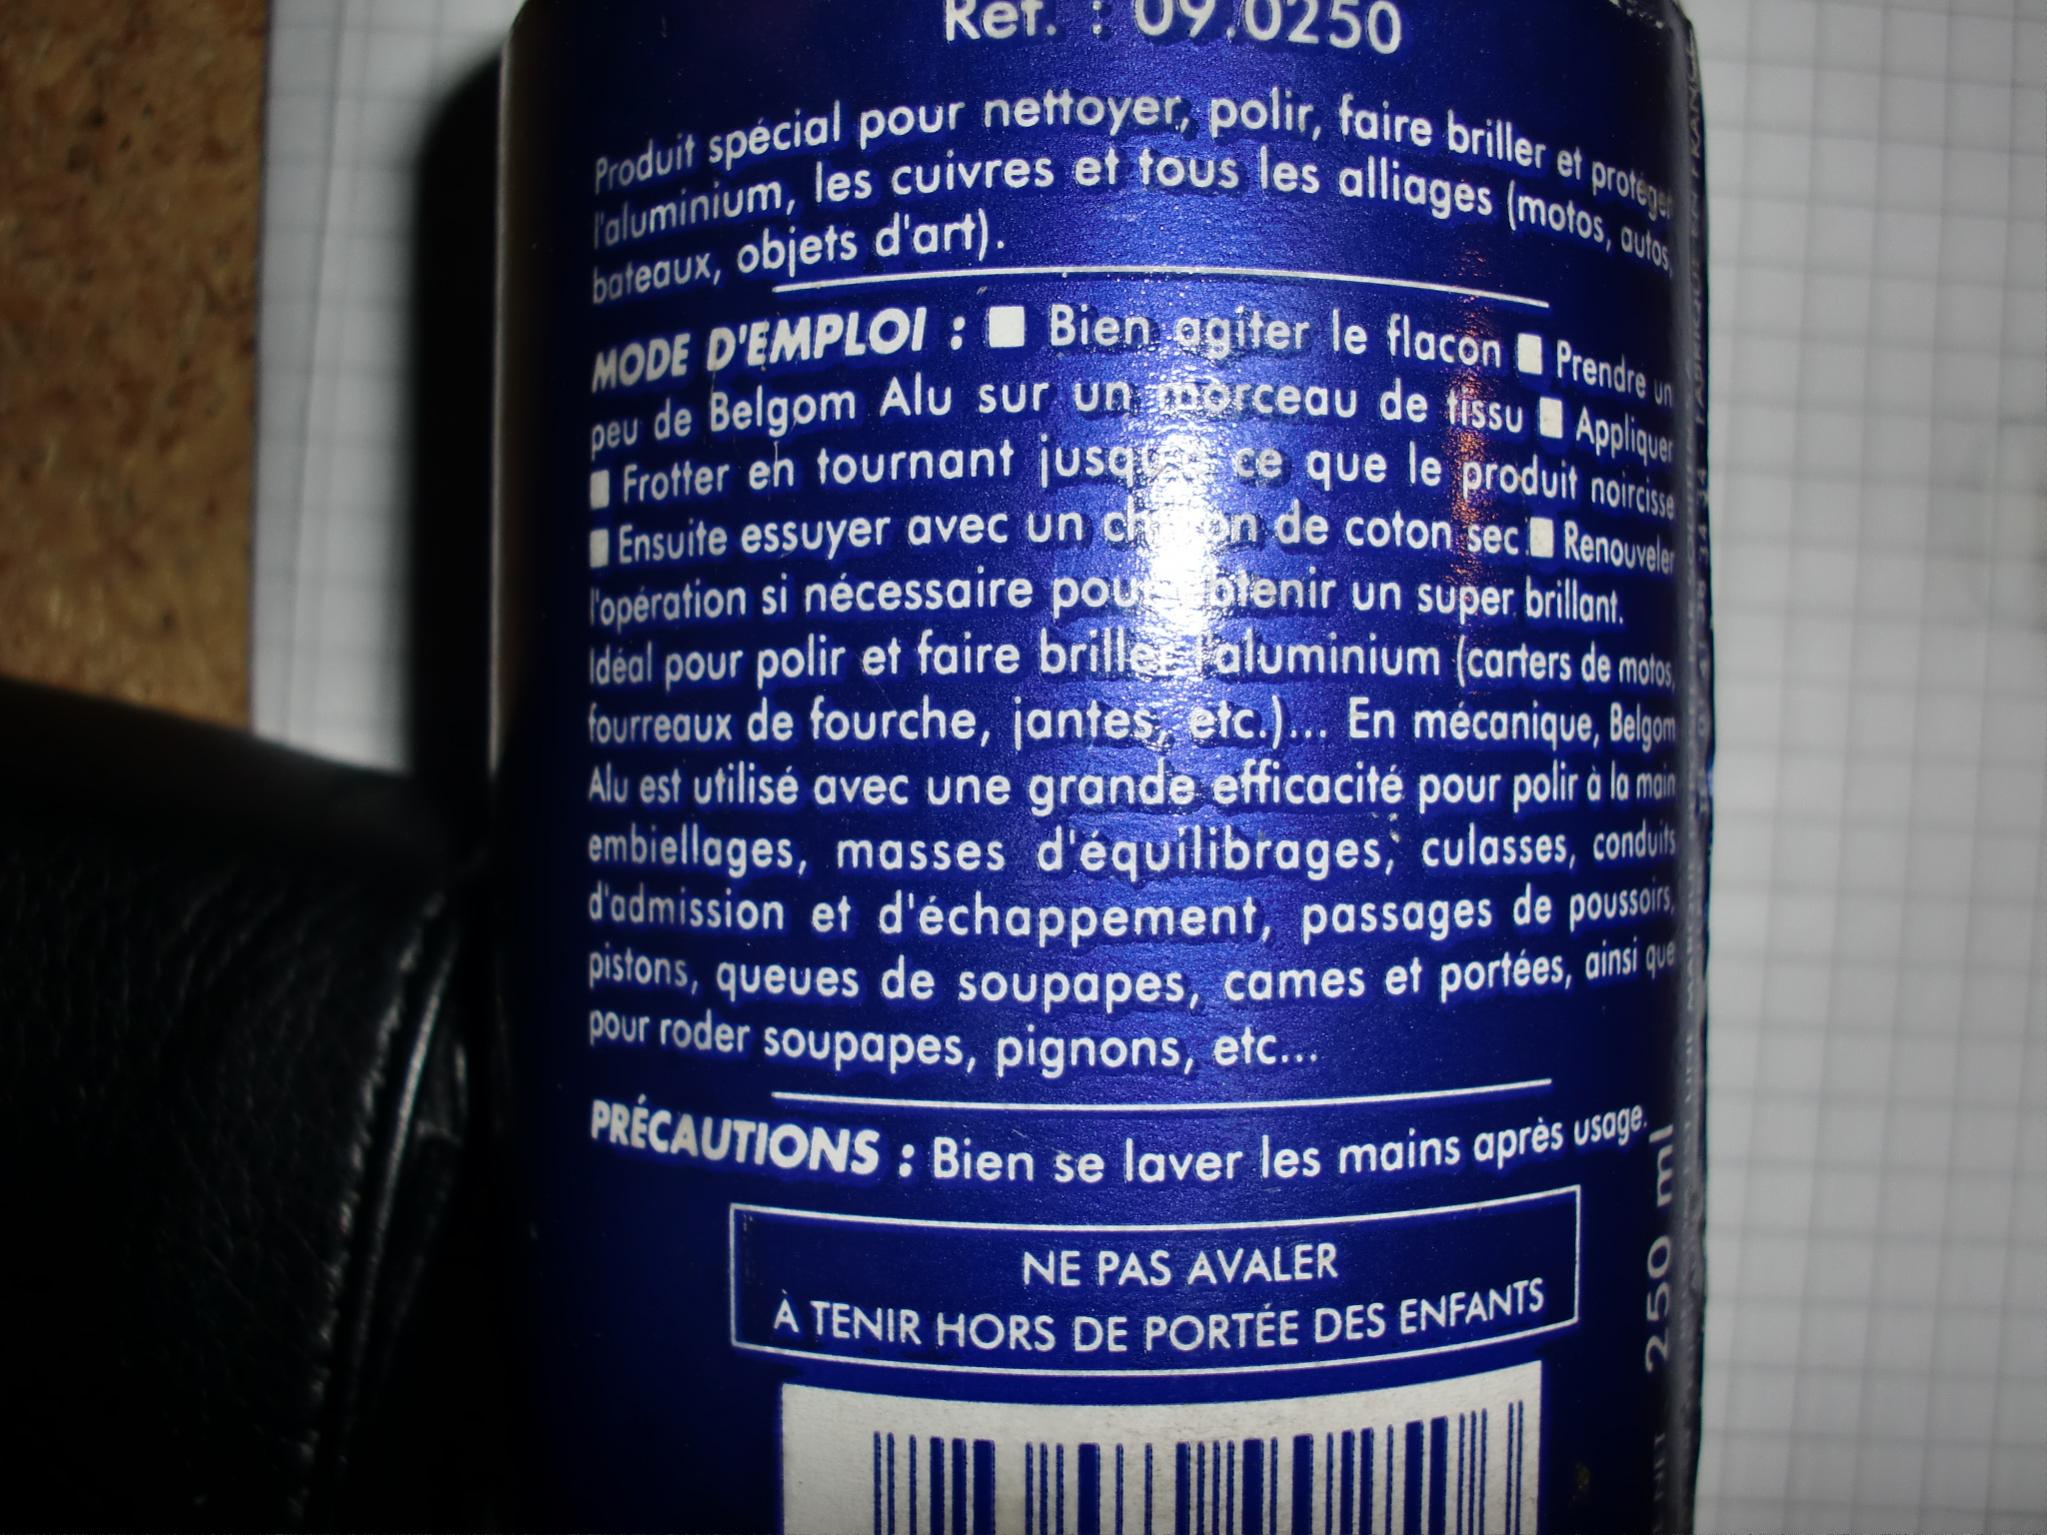 Réf. : 09.0250
Produit spécial pour nettoyer, polir, faire briller et protéger
l'aluminium, les cuivres et tous les alliages (motos, autos,
bateaux, objets d'art).
MODE D'EMPLOI : ■ Bien agiter le flacon ■ Prendre un
peu de Belgom Alu sur un morceau de tissu ■ Appliquer
■ Frotter en tournant jusqu'à ce que le produit noircisse
■ Ensuite essuyer avec un chiffon de coton sec ■ Renouveler
l'opération si nécessaire pour obtenir un super brillant.
Idéal pour polir et faire briller l'aluminium (carters de motos,
fourreaux de fourche, jantes, etc.)... En mécanique, Belgom
Alu est utilisé avec une grande efficacité pour polir à la main
embiellages, masses d'équilibrages, culasses, conduits
d'admission et d'échappement, passages de poussoirs,
pistons, queues de soupapes, cames et portées, ainsi que
pour roder soupapes, pignons, etc...
PRÉCAUTIONS : Bien se laver les mains après usage.
NE PAS AVALER
À TENIR HORS DE PORTÉE DES ENFANTS
250 ml